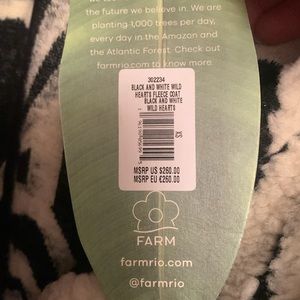 the future we believe in. We are
planting 1,000 trees per day,
every day in the Amazon and
the Atlantic Forest. Check out
farmrio.com to know more.
302234
BLACK AND WHITE WILD
HEARTS FLEECE COAT
BLACK AND WHITE
WILD HEARTS
XS
MSRP US $260.00
MSRP EU €260.00
FARM
farmrio.com
@farmrio